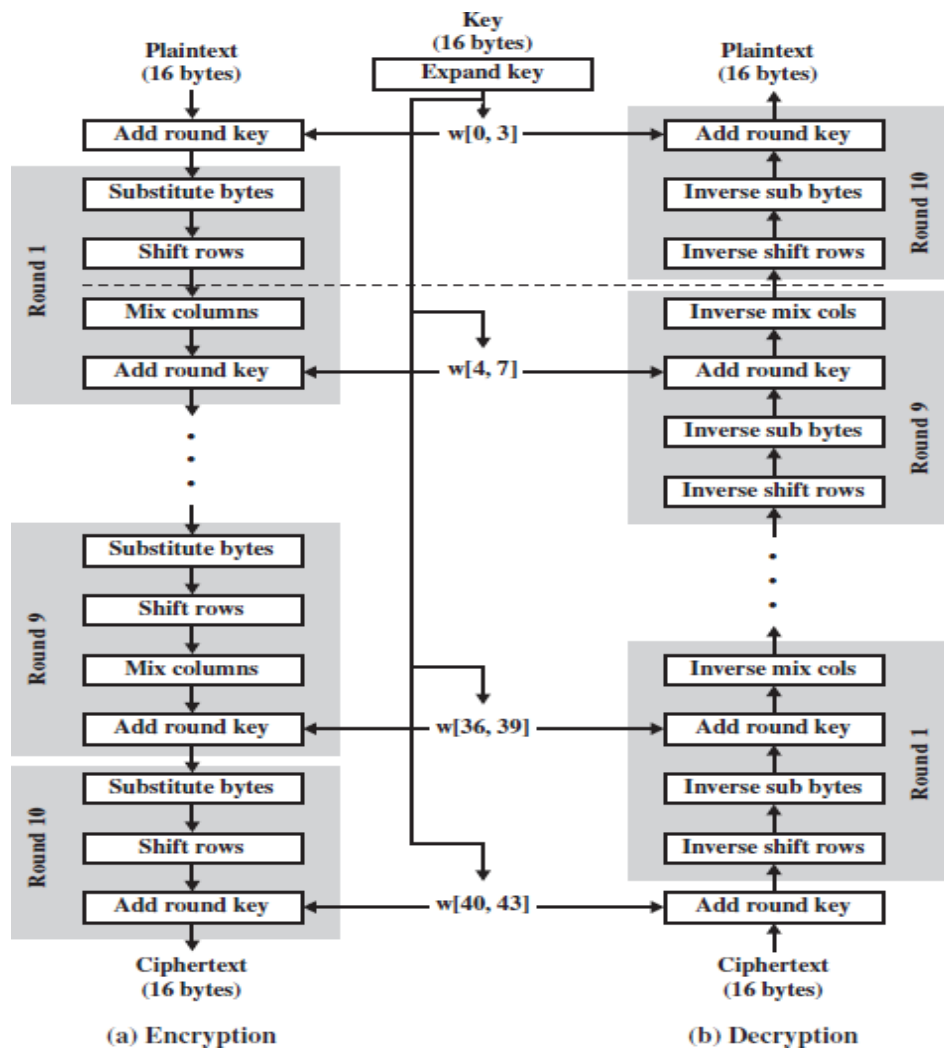 Plaintext
(16 bytes)
Add round key
Round 1
Substitute bytes
Shift rows
Mix columns
Add round key
Round 9
Substitute bytes
Shift rows
Mix columns
Add round key
Round 10
Substitute bytes
Shift rows
Add round key
Ciphertext
(16 bytes)
(a) Encryption
Key
(16 bytes)
Expand key
w[0, 3]
w[4, 7]
w[36, 39]
w[40, 43]
Plaintext
(16 bytes)
Add round key
Inverse sub bytes
Inverse shift rows
Round 10
Inverse mix cols
Add round key
Inverse sub bytes
Inverse shift rows
Round 9
Inverse mix cols
Add round key
Inverse sub bytes
Inverse shift rows
Round 1
Add round key
Ciphertext
(16 bytes)
(b) Decryption